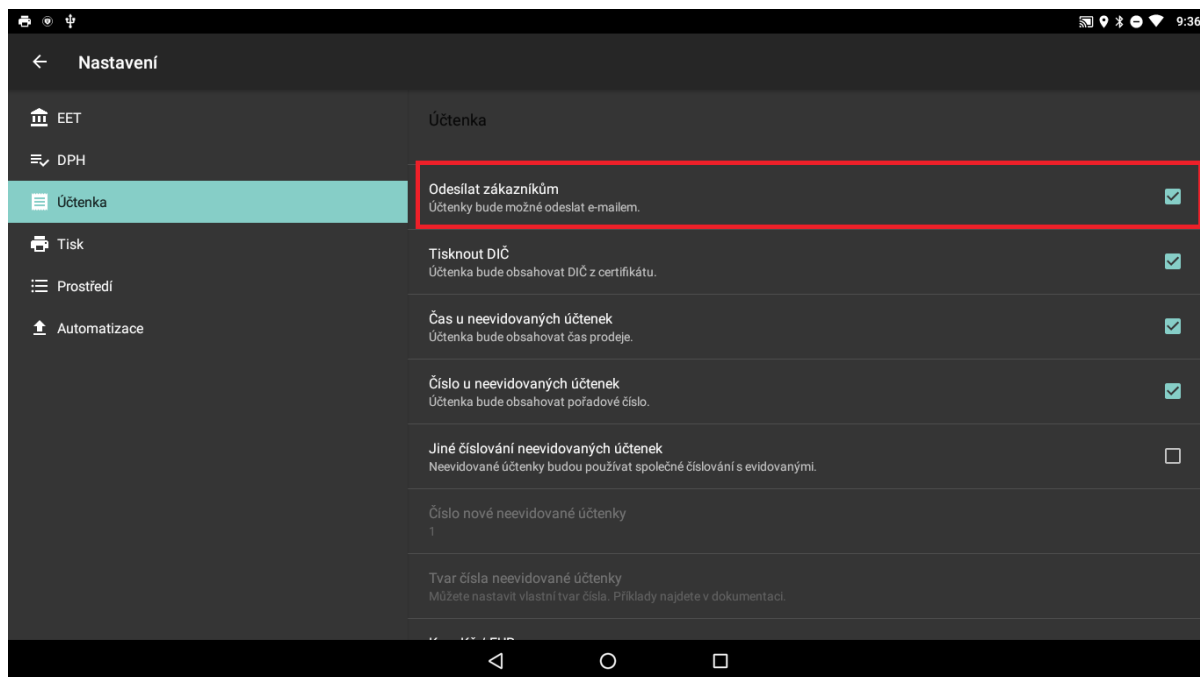 9:36
Nastavení
EET
DPH
Účtenka
Tisk
Prostředí
Automatizace
Účtenka
Odesílat zákazníkům
Účtenky bude možné odeslat e-mailem.
Tisknout DIČ
Účtenka bude obsahovat DIČ z certifikátu.
Čas u neevidovaných účtenek
Účtenka bude obsahovat čas prodeje.
Číslo u neevidovaných účtenek
Účtenka bude obsahovat pořadové číslo.
Jiné číslování neevidovaných účtenek
Neevidované účtenky budou používat společné číslování s evidovanými.
Číslo nové neevidované účtenky
1
Tvar čísla neevidované účtenky
Můžete nastavit vlastní tvar čísla. Příklady najdete v dokumentaci.